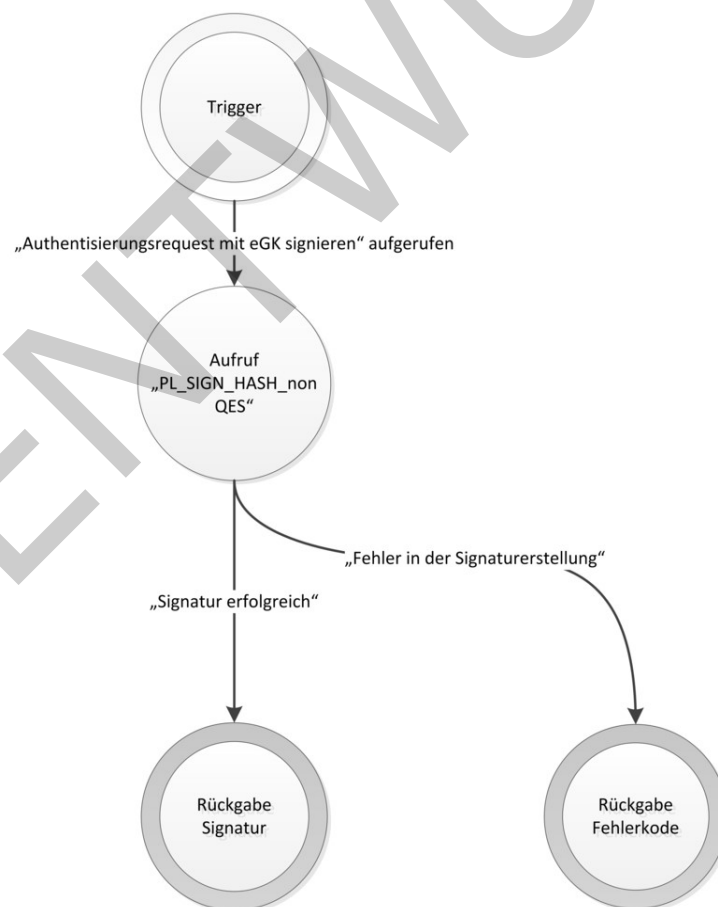 Trigger
„Authentisierungsrequest mit eGK signieren“ aufgerufen
Aufruf
„PL_SIGN_HASH_non
QES“
„Fehler in der Signaturerstellung“
„Signatur erfolgreich“
Rückgabe
Signatur
Rückgabe
Fehlerkode
ENTWU